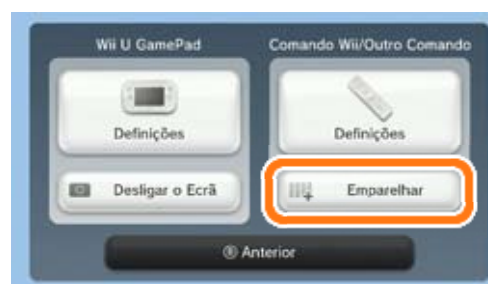 Wii U GamePad
Comando Wii/Outro Comando
Definições
Definições
Desligar o Ecrã
Emparelhar
Ⓑ Anterior